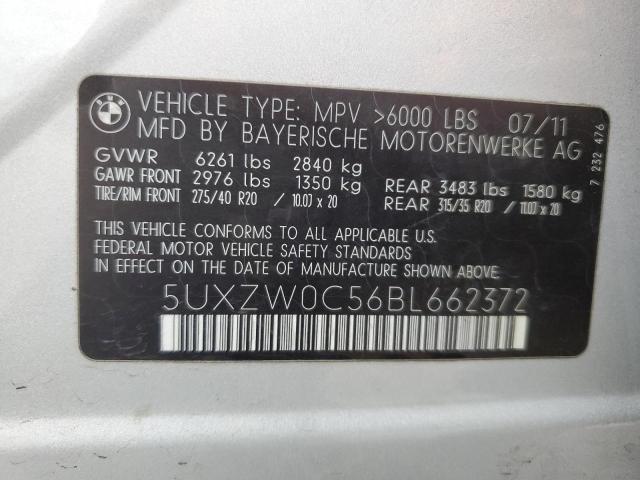 BMW
VEHICLE TYPE: MPV >6000 LBS 07/11
MFD BY BAYERISCHE MOTORENWERKE AG
GVWR 6261 lbs 2840 kg
GAWR FRONT 2976 lbs 1350 kg REAR 3483 lbs 1580 kg
TIRE/RIM FRONT 275/40 R20 / 10.0J x 20 REAR 315/35 R20 / 11.0J x 20
THIS VEHICLE CONFORMS TO ALL APPLICABLE U.S.
FEDERAL MOTOR VEHICLE SAFETY STANDARDS
IN EFFECT ON THE DATE OF MANUFACTURE SHOWN ABOVE.
5UXZW0C56BL662372
7 232 476